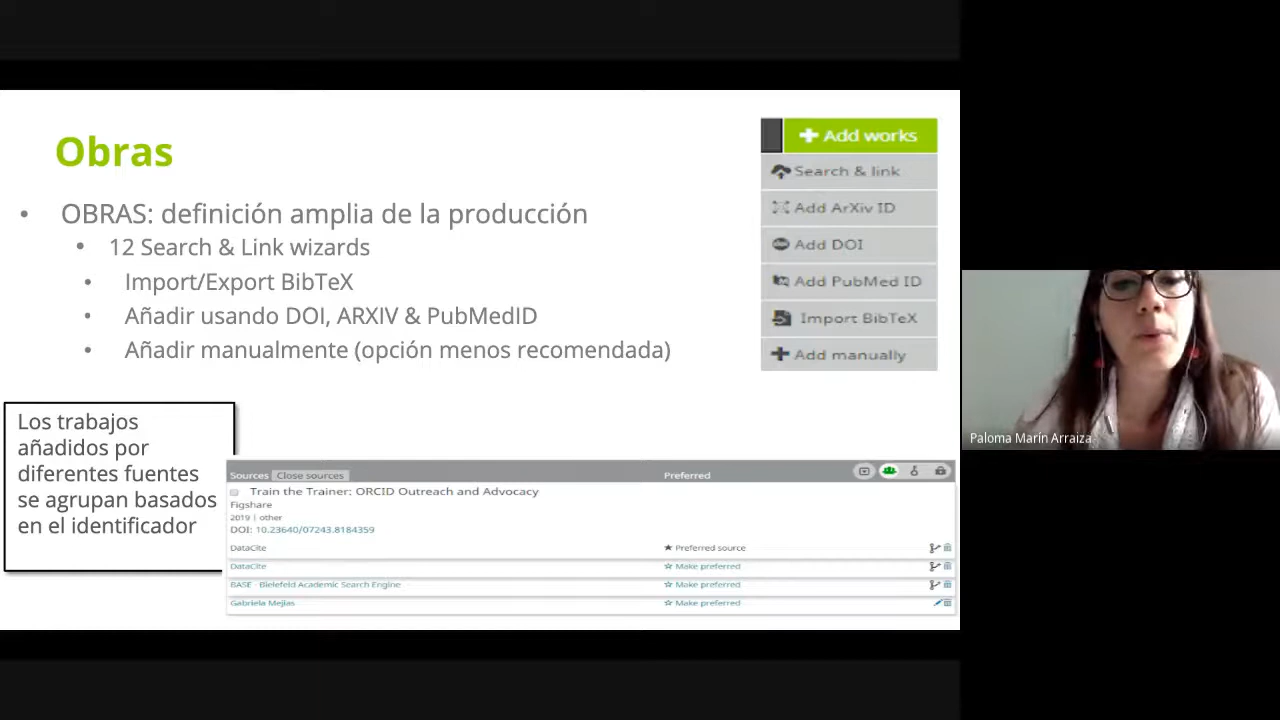 Obras
• OBRAS: definición amplia de la producción
• 12 Search & Link wizards
• Import/Export BibTeX
• Añadir usando DOI, ARXIV & PubMedID
• Añadir manualmente (opción menos recomendada)
Add works
Search & link
Add ArXiv ID
Add DOI
Add PubMed ID
Import BibTeX
Add manually
Los trabajos
añadidos por
diferentes fuentes
se agrupan basados
en el identificador
Sources Close sources Preferred
Train the Trainer: ORCID Outreach and Advocacy
Figshare
2019 | other
DOI: 10.23640/07243.8184359
DataCite Preferred source
DataCite Make preferred
BASE - Bielefeld Academic Search Engine Make preferred
Gabriela Mejias Make preferred
Paloma Marín Arraiza